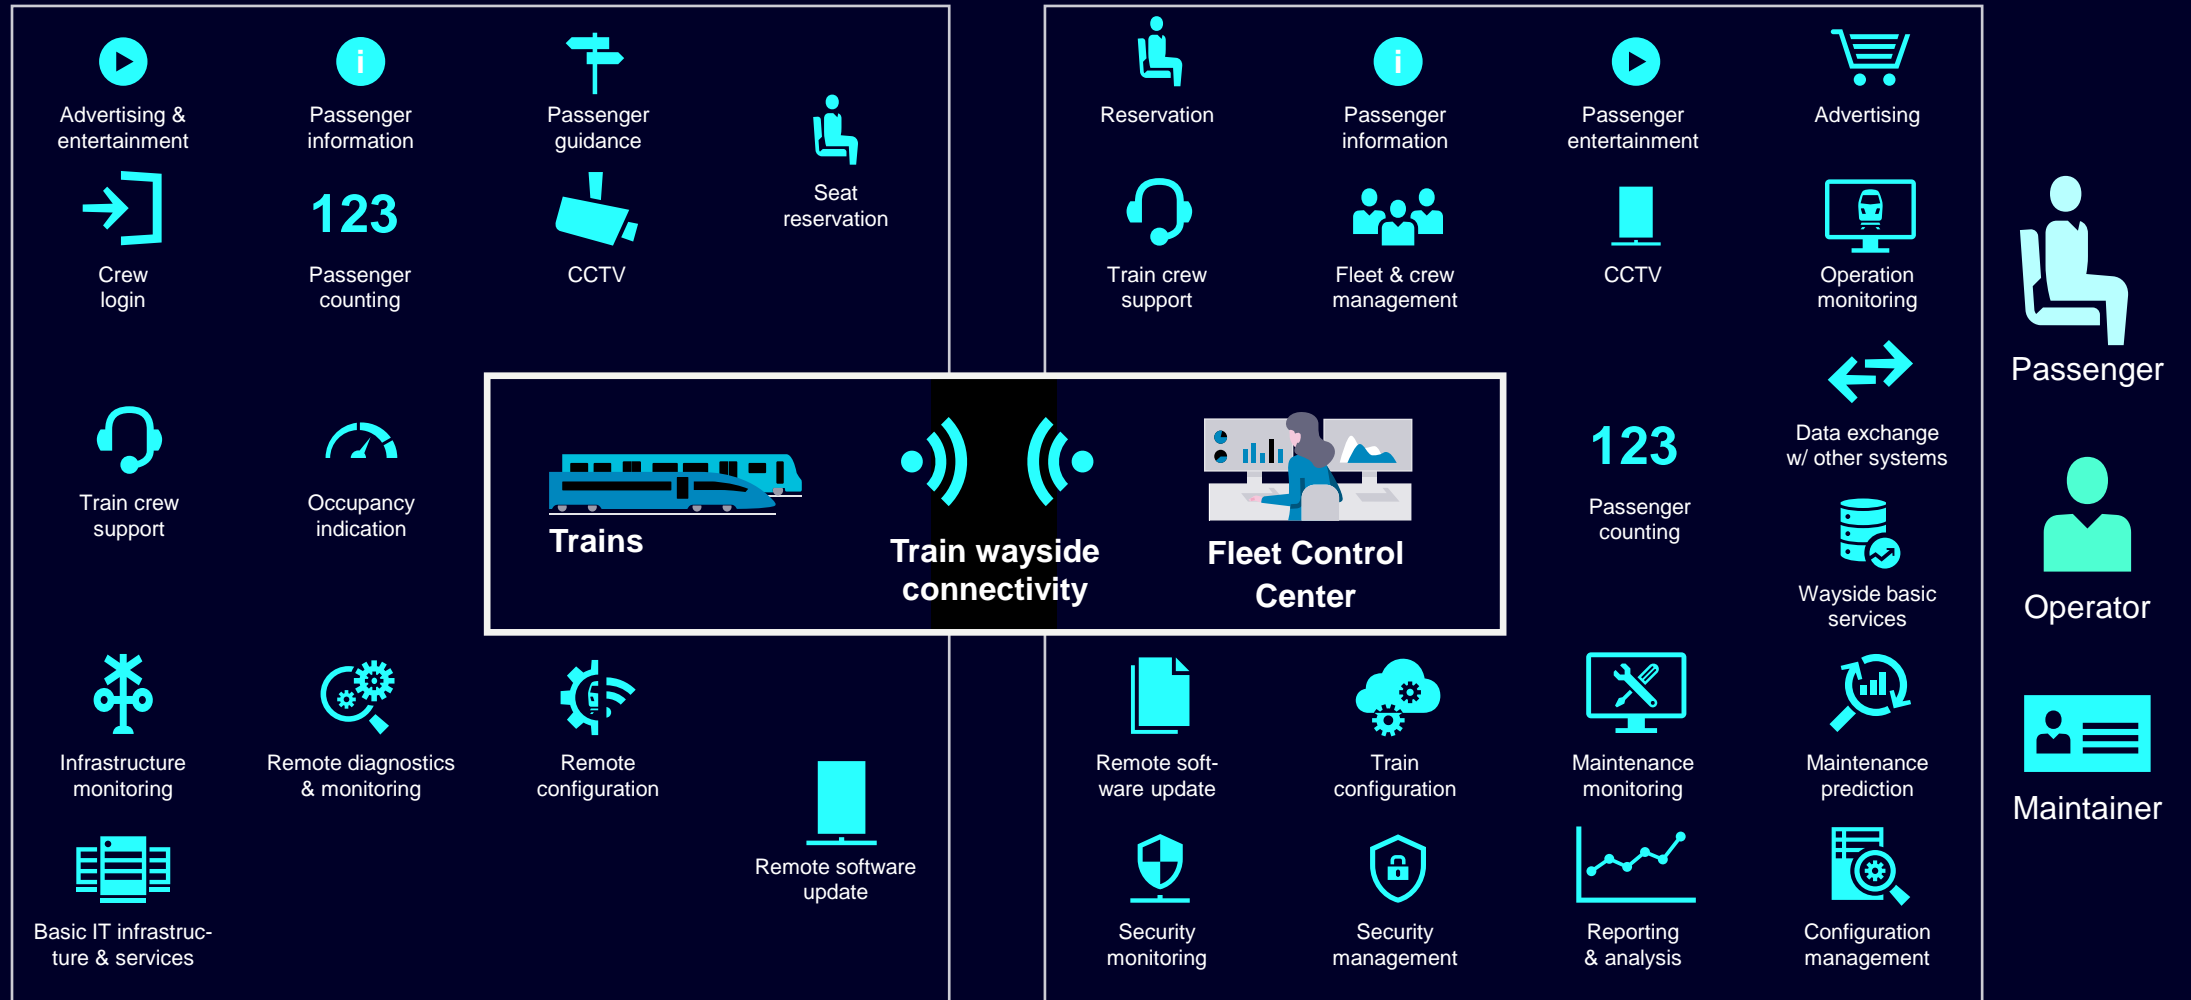 Advertising &
entertainment
i
Passenger
information
Passenger
guidance
Seat
reservation
Crew
login
123
Passenger
counting
CCTV
Train crew
support
Occupancy
indication
Infrastructure
monitoring
Remote diagnostics
& monitoring
Remote
configuration
Remote software
update
Basic IT infrastruc-
ture & services
Trains
Train wayside
connectivity
Fleet Control
Center
Reservation
i
Passenger
information
Passenger
entertainment
Advertising
Train crew
support
Fleet & crew
management
CCTV
Operation
monitoring
123
Passenger
counting
Data exchange
w/ other systems
Wayside basic
services
Remote soft-
ware update
Train
configuration
Maintenance
monitoring
Maintenance
prediction
Security
monitoring
Security
management
Reporting
& analysis
Configuration
management
Passenger
Operator
Maintainer